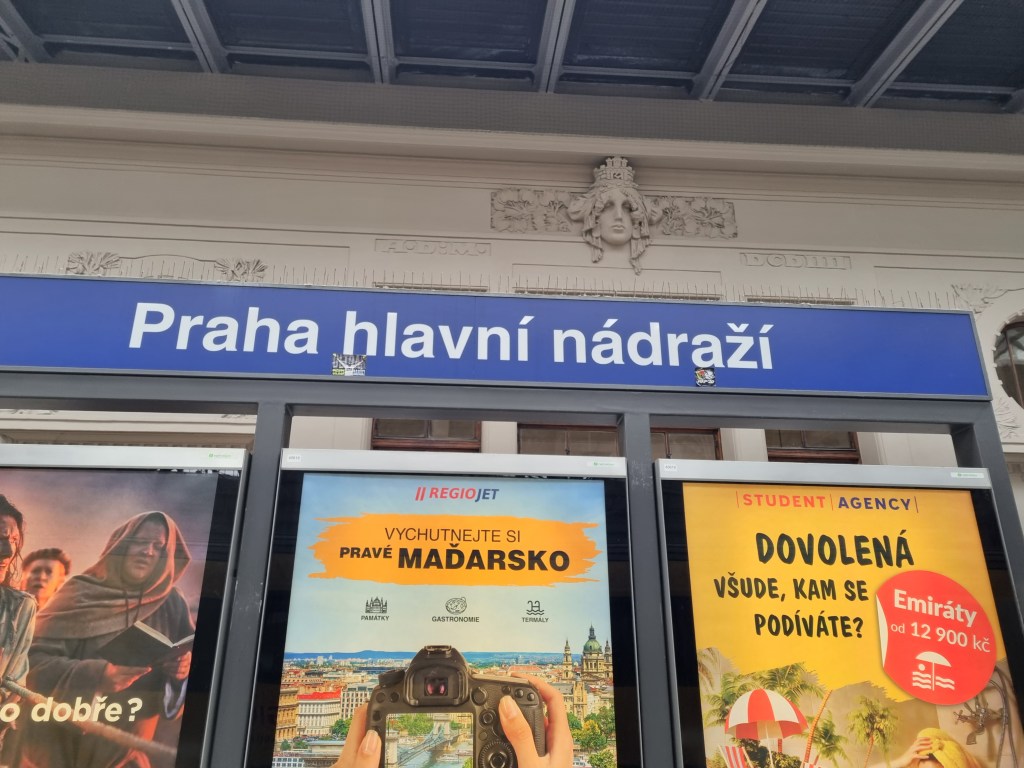 Praha hlavní nádraží
o dobře?
REGIOJET
VYCHUTNEJTE SI
PRAVÉ MAĎARSKO
PAMÁTKY
GASTRONOMIE
TERMÁLY
STUDENT AGENCY
DOVOLENÁ
VŠUDE, KAM SE
PODÍVÁTE?
Emiráty
od 12 900 kč